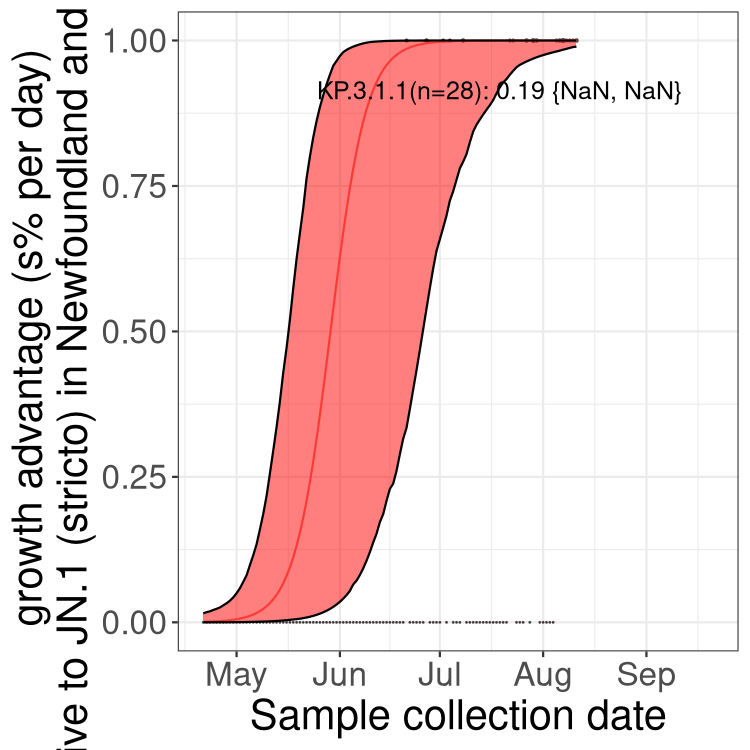 growth advantage (s% per day)
ive to JN.1 (stricto) in Newfoundland and
1.00
0.75
0.50
0.25
0.00
KP.3.1.1(n=28): 0.19 {NaN, NaN}
May Jun Jul Aug Sep
Sample collection date